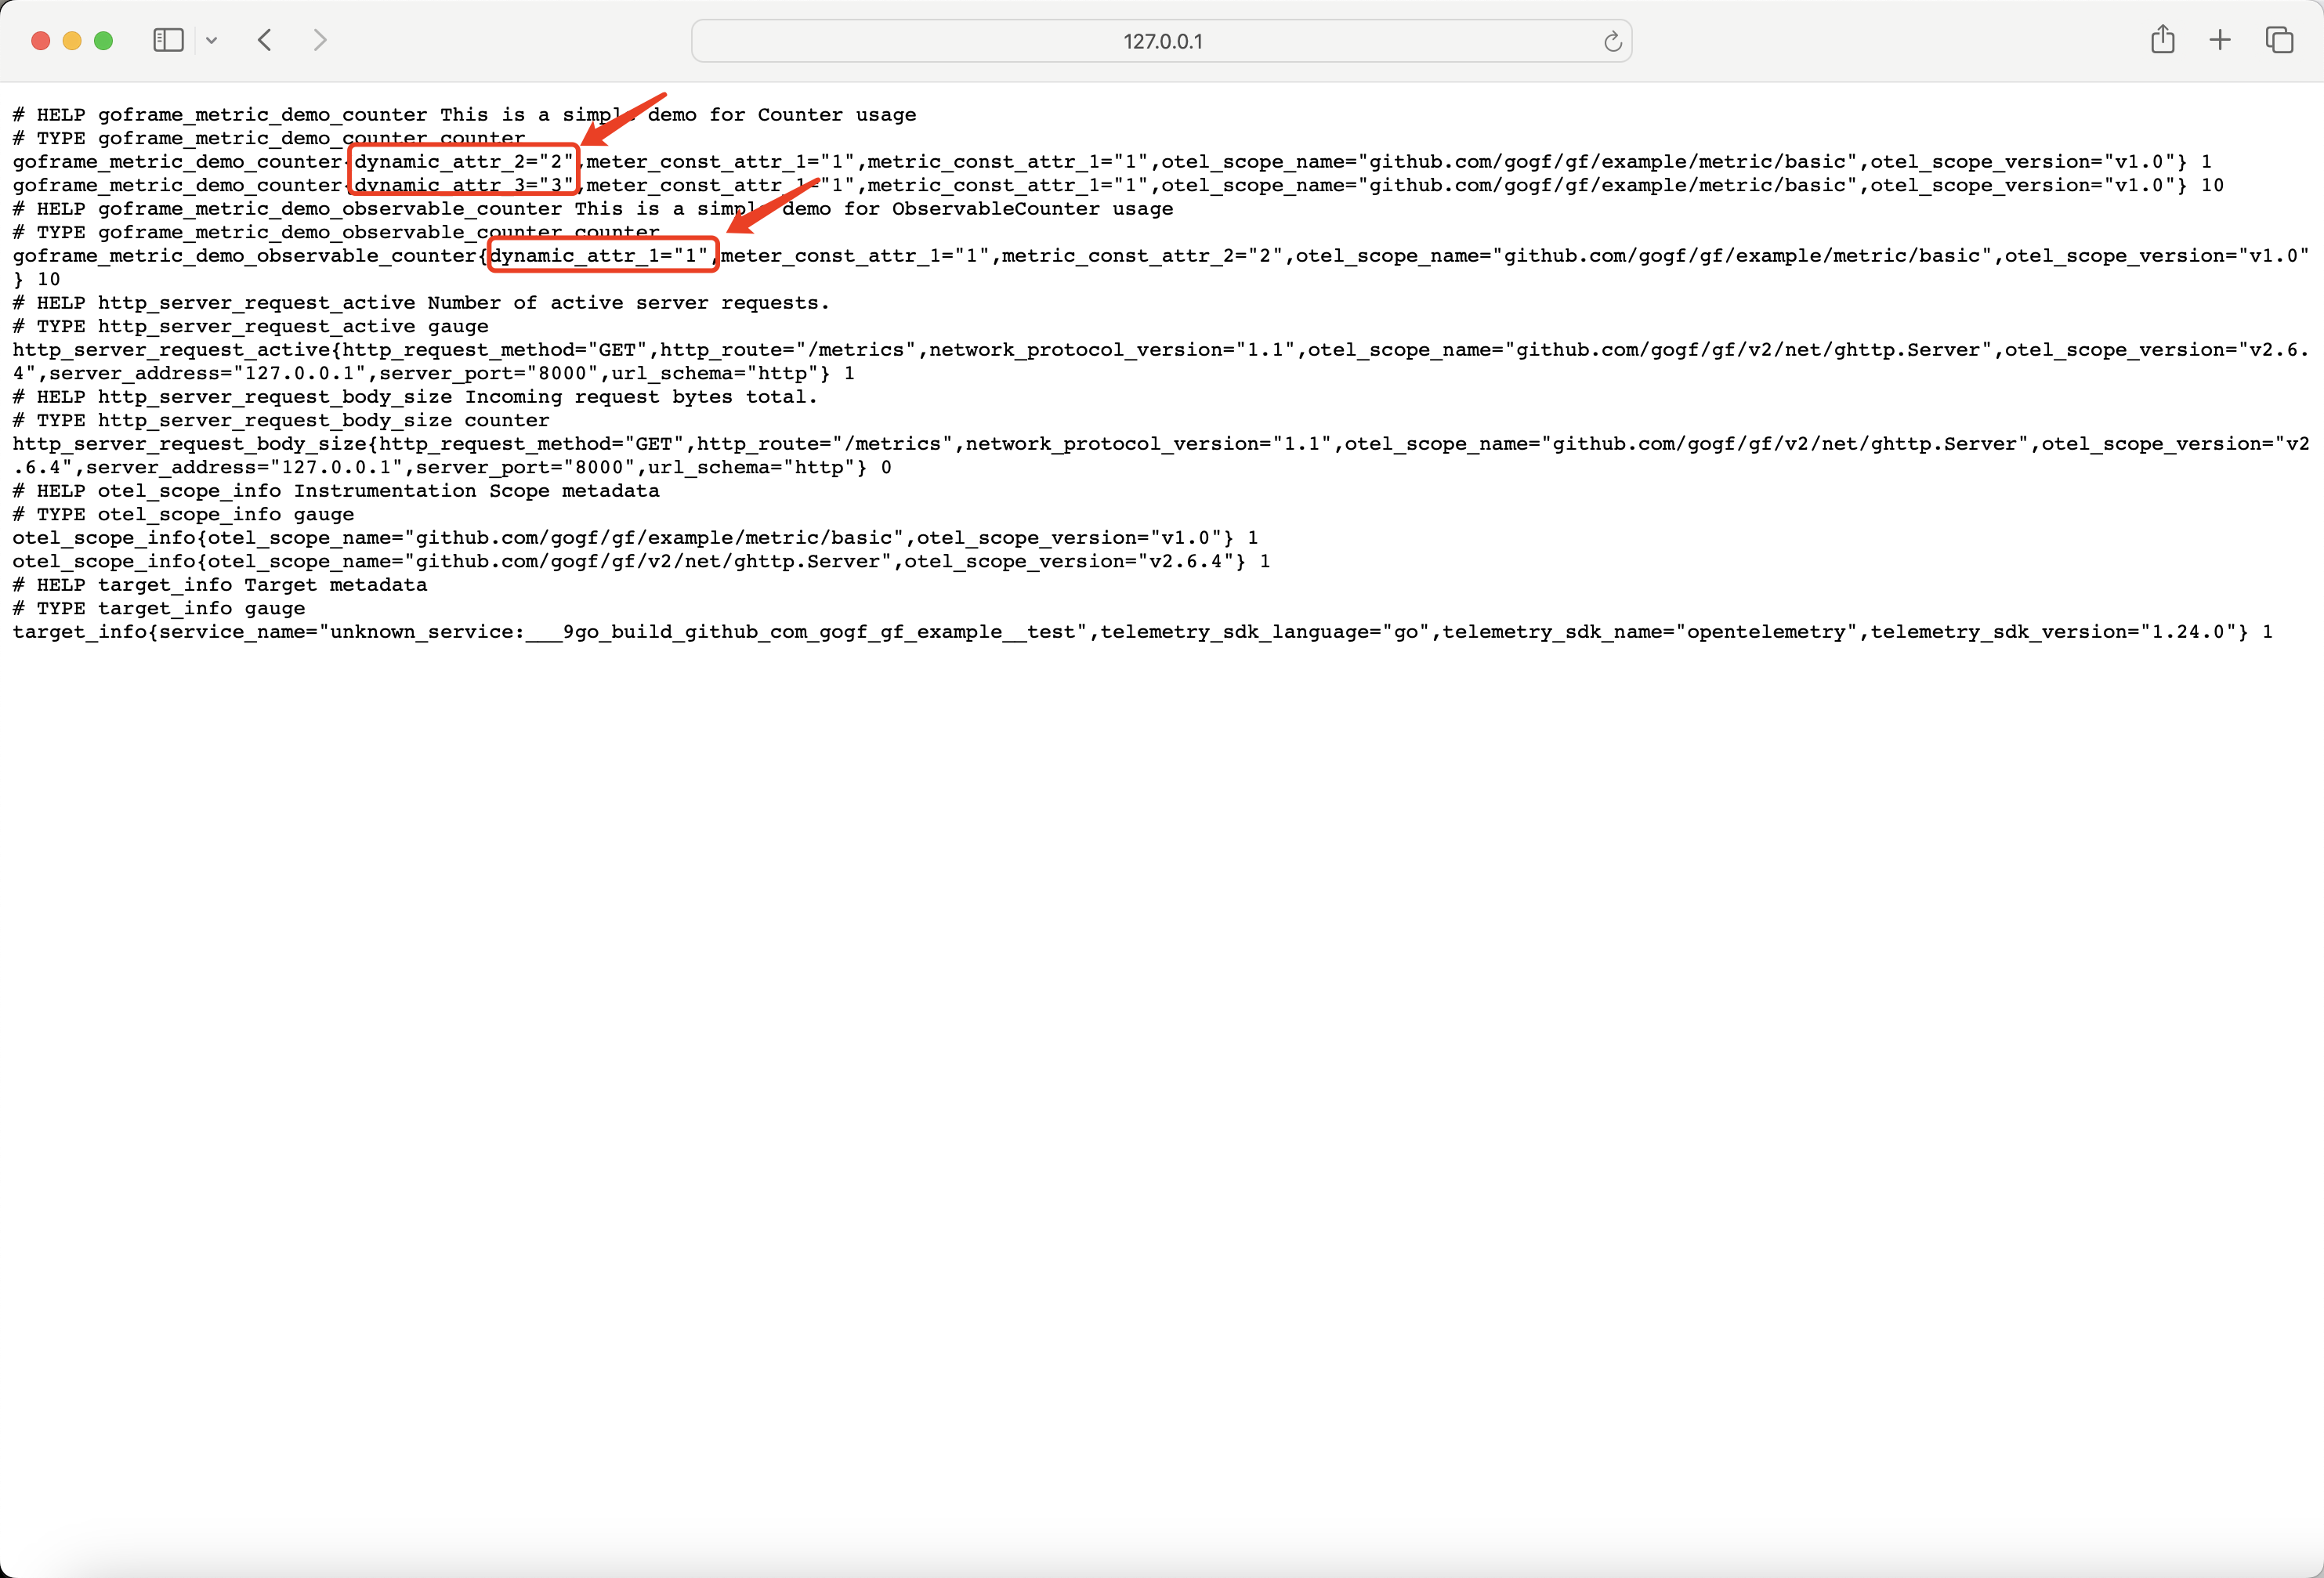 127.0.0.1
# HELP goframe_metric_demo_counter This is a simple demo for Counter usage
# TYPE goframe_metric_demo_counter counter
goframe_metric_demo_counter{dynamic_attr_2="2",meter_const_attr_1="1",metric_const_attr_1="1",otel_scope_name="github.com/gogf/gf/example/metric/basic",otel_scope_version="v1.0"} 1
goframe_metric_demo_counter{dynamic_attr_3="3",meter_const_attr_1="1",metric_const_attr_1="1",otel_scope_name="github.com/gogf/gf/example/metric/basic",otel_scope_version="v1.0"} 10
# HELP goframe_metric_demo_observable_counter This is a simple demo for ObservableCounter usage
# TYPE goframe_metric_demo_observable_counter counter
goframe_metric_demo_observable_counter{dynamic_attr_1="1",meter_const_attr_1="1",metric_const_attr_2="2",otel_scope_name="github.com/gogf/gf/example/metric/basic",otel_scope_version="v1.0"
} 10
# HELP http_server_request_active Number of active server requests.
# TYPE http_server_request_active gauge
http_server_request_active{http_request_method="GET",http_route="/metrics",network_protocol_version="1.1",otel_scope_name="github.com/gogf/gf/v2/net/ghttp.Server",otel_scope_version="v2.6.
4",server_address="127.0.0.1",server_port="8000",url_schema="http"} 1
# HELP http_server_request_body_size Incoming request bytes total.
# TYPE http_server_request_body_size counter
http_server_request_body_size{http_request_method="GET",http_route="/metrics",network_protocol_version="1.1",otel_scope_name="github.com/gogf/gf/v2/net/ghttp.Server",otel_scope_version="v2
.6.4",server_address="127.0.0.1",server_port="8000",url_schema="http"} 0
# HELP otel_scope_info Instrumentation Scope metadata
# TYPE otel_scope_info gauge
otel_scope_info{otel_scope_name="github.com/gogf/gf/example/metric/basic",otel_scope_version="v1.0"} 1
otel_scope_info{otel_scope_name="github.com/gogf/gf/v2/net/ghttp.Server",otel_scope_version="v2.6.4"} 1
# HELP target_info Target metadata
# TYPE target_info gauge
target_info{service_name="unknown_service:___9go_build_github_com_gogf_gf_example__test",telemetry_sdk_language="go",telemetry_sdk_name="opentelemetry",telemetry_sdk_version="1.24.0"} 1